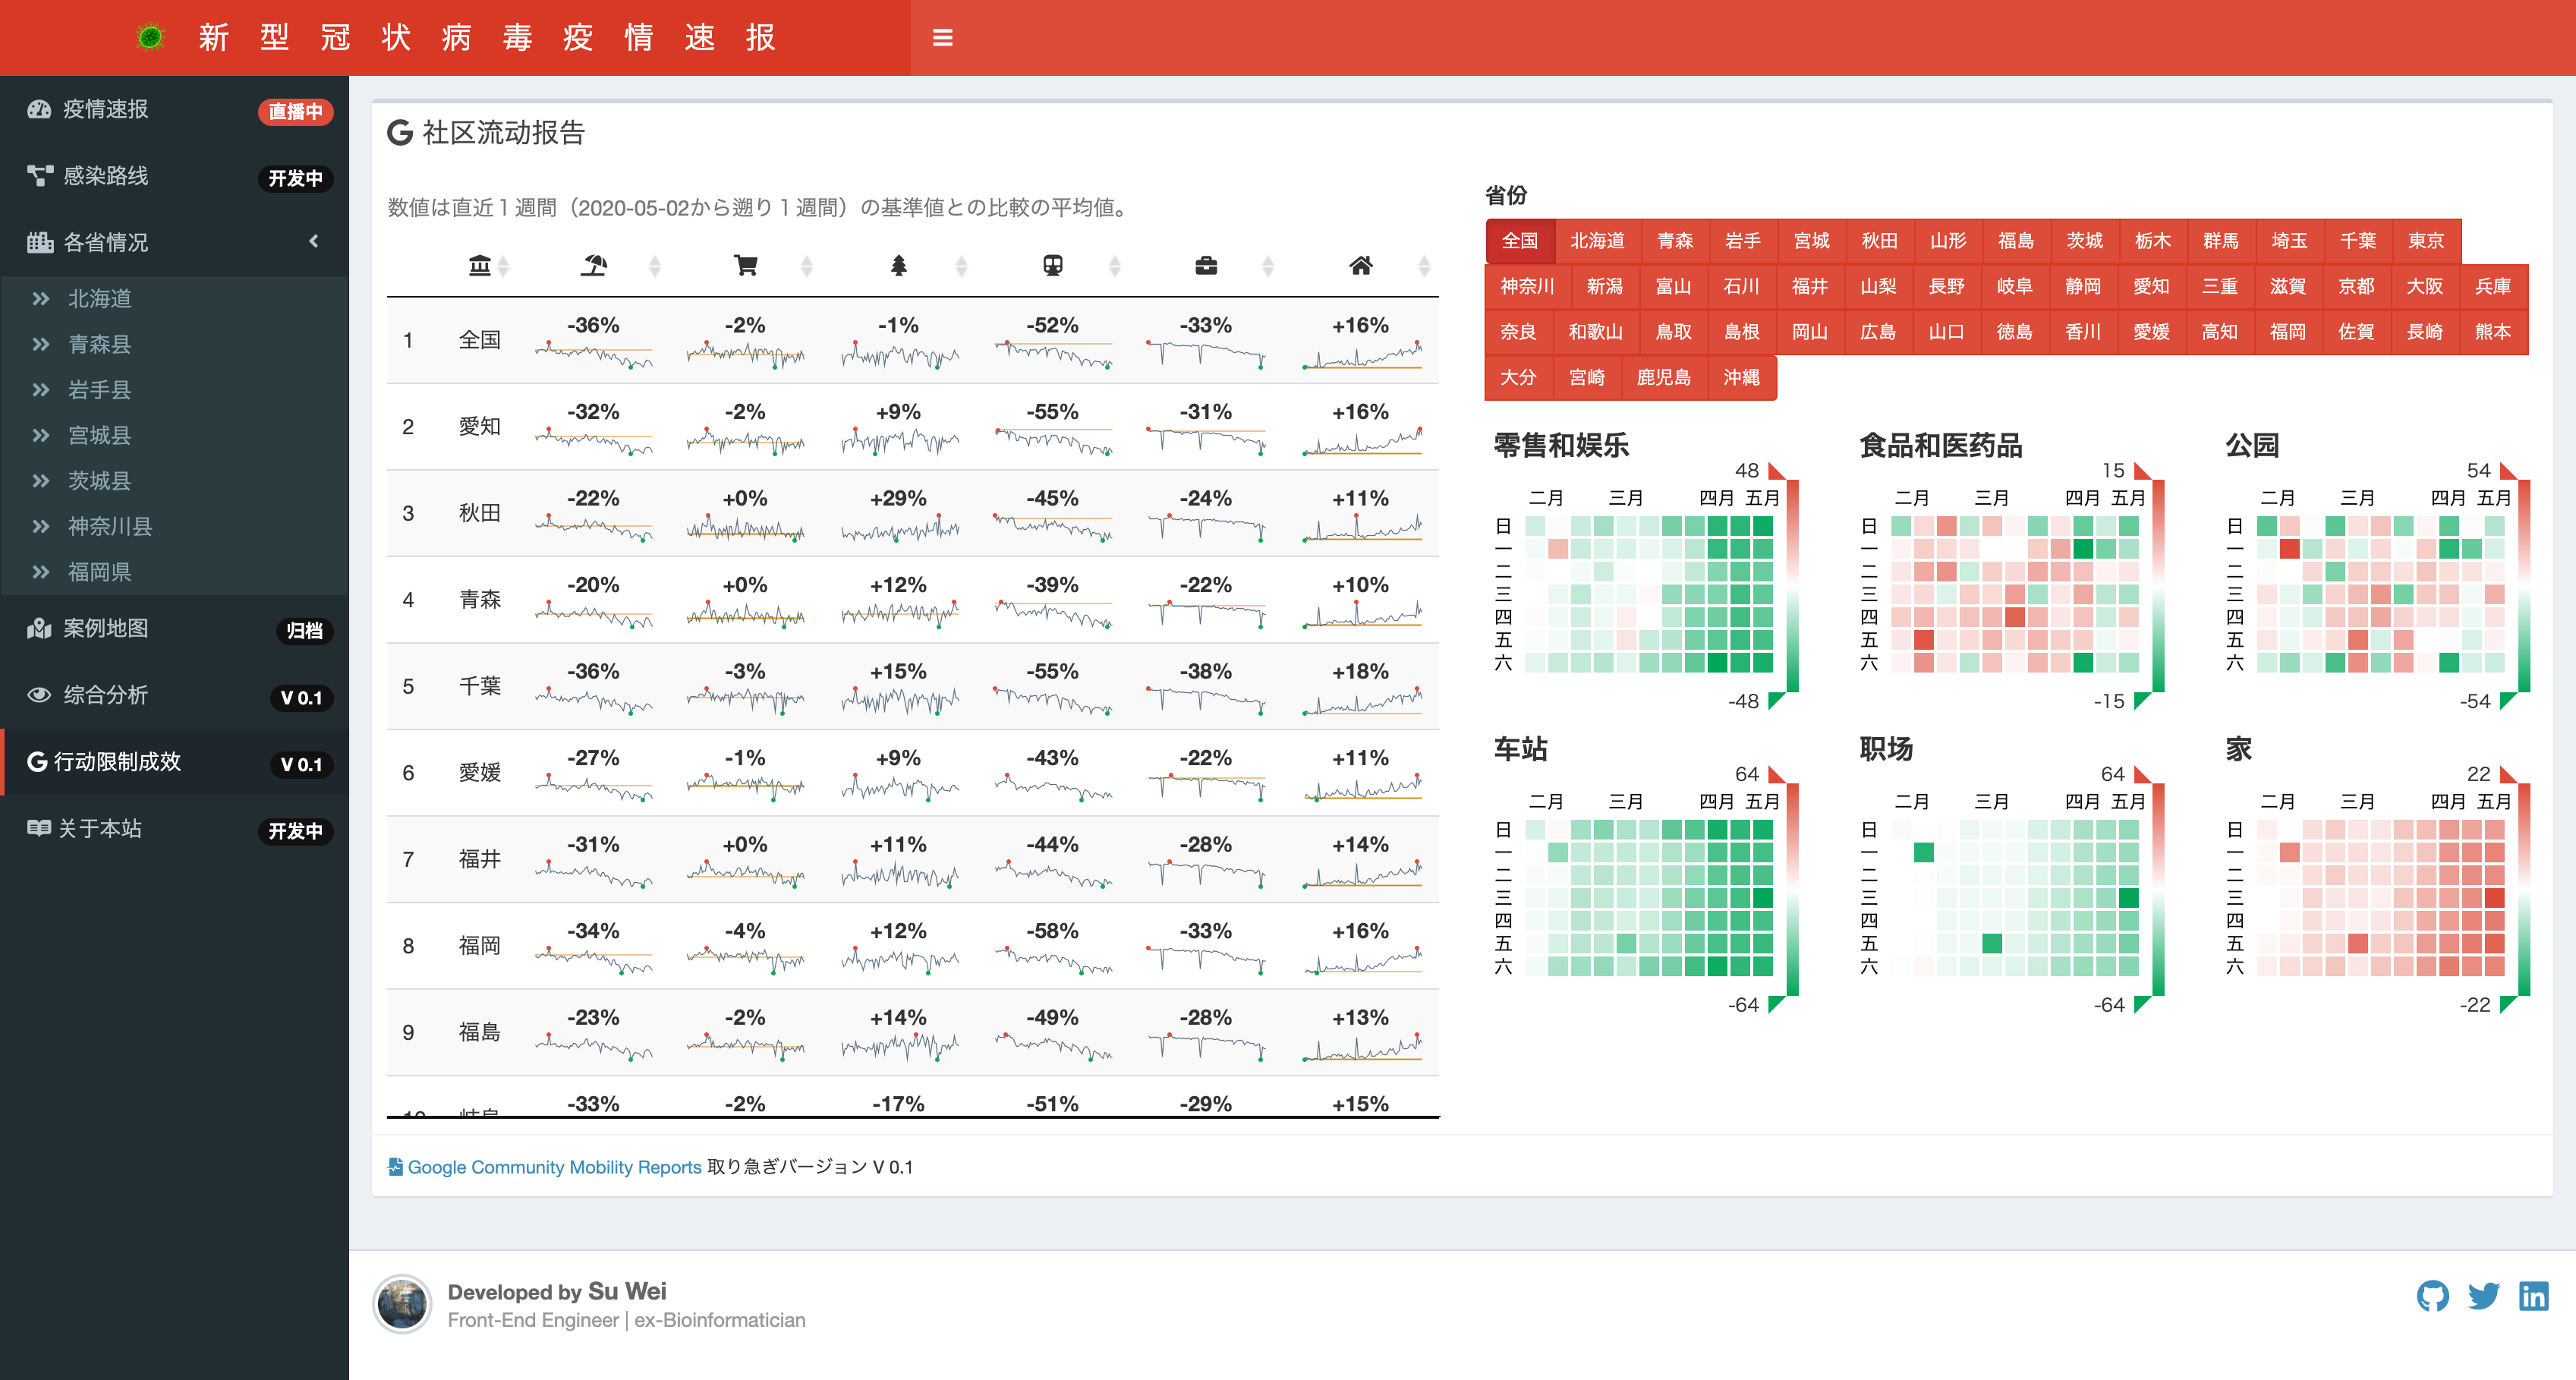 新型冠状病毒疫情速报
疫情速报 直播中
感染路线 开发中
各省情况
北海道
青森县
岩手县
宫城县
茨城县
神奈川县
福岡県
案例地图 归档
综合分析 V 0.1
行动限制成效 V 0.1
关于本站 开发中
社区流动报告
数値は直近１週間（2020-05-02から遡り１週間）の基準値との比較の平均値。
1 全国 -36% -2% -1% -52% -33% +16%
2 愛知 -32% -2% +9% -55% -31% +16%
3 秋田 -22% +0% +29% -45% -24% +11%
4 青森 -20% +0% +12% -39% -22% +10%
5 千葉 -36% -3% +15% -55% -38% +18%
6 愛媛 -27% -1% +9% -43% -22% +11%
7 福井 -31% +0% +11% -44% -28% +14%
8 福岡 -34% -4% +12% -58% -33% +16%
9 福島 -23% -2% +14% -49% -28% +13%
-33% -2% -17% -51% -29% +15%
Google Community Mobility Reports 取り急ぎバージョン V 0.1
省份
全国 北海道 青森 岩手 宮城 秋田 山形 福島 茨城 栃木 群馬 埼玉 千葉 東京
神奈川 新潟 富山 石川 福井 山梨 長野 岐阜 静岡 愛知 三重 滋賀 京都 大阪 兵庫
奈良 和歌山 鳥取 島根 岡山 広島 山口 徳島 香川 愛媛 高知 福岡 佐賀 長崎 熊本
大分 宮崎 鹿児島 沖縄
零售和娱乐
48
二月 三月 四月 五月
日
一
二
三
四
五
六
-48
食品和医药品
15
二月 三月 四月 五月
日
一
二
三
四
五
六
-15
公园
54
二月 三月 四月 五月
日
一
二
三
四
五
六
-54
车站
64
二月 三月 四月 五月
日
一
二
三
四
五
六
-64
职场
64
二月 三月 四月 五月
日
一
二
三
四
五
六
-64
家
22
二月 三月 四月 五月
日
一
二
三
四
五
六
-22
Developed by Su Wei
Front-End Engineer | ex-Bioinformatician